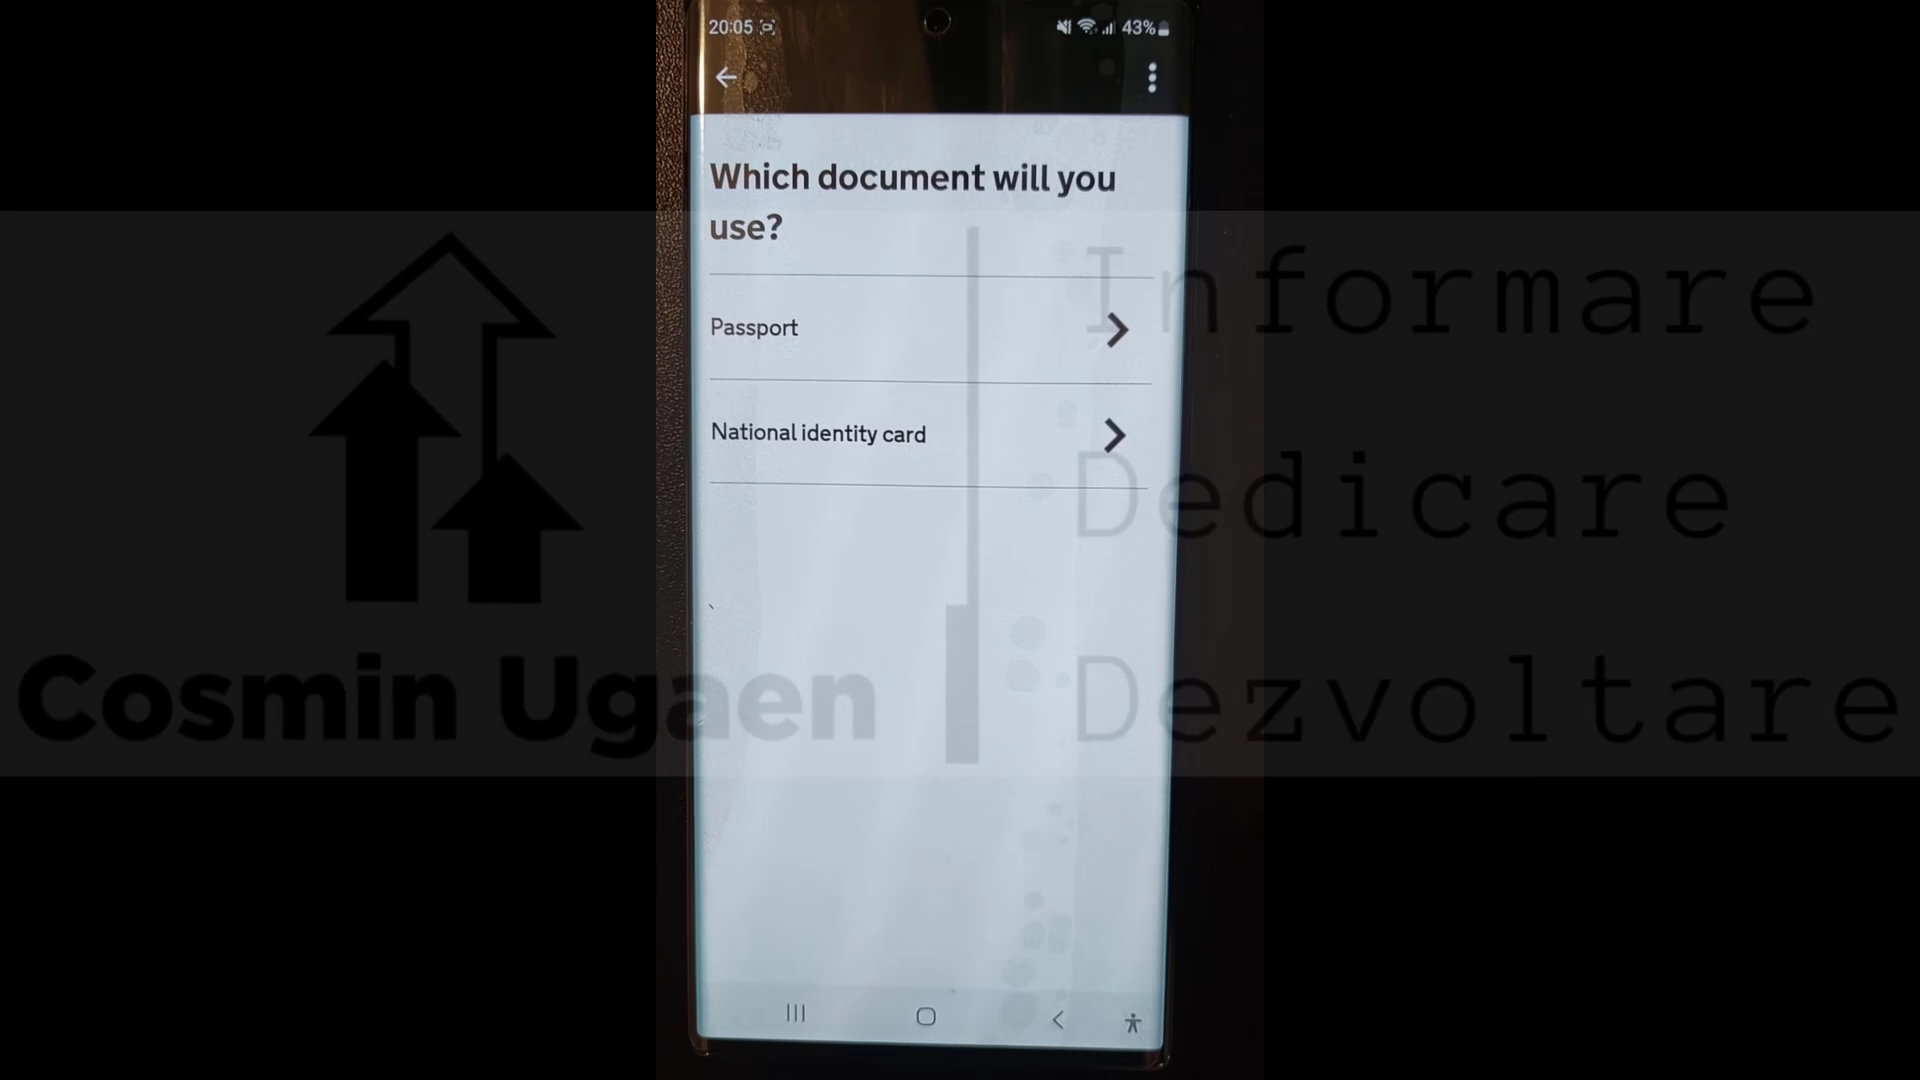 20:05
43%
Which document will you
use?
Passport
National identity card
Informare
Dedicare
Dezvoltare
Cosmin Ugaen